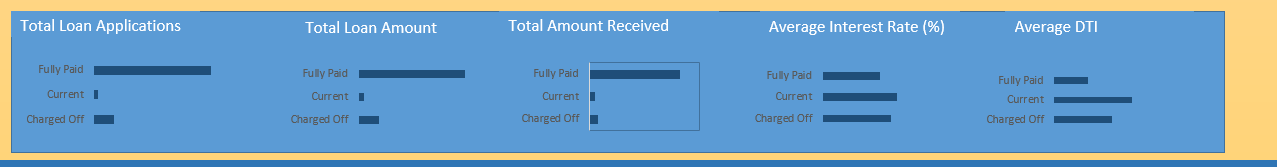 Total Loan Applications
Fully Paid
Current
Charged Off
Total Loan Amount
Fully Paid
Current
Charged Off
Total Amount Received
Fully Paid
Current
Charged Off
Average Interest Rate (%)
Fully Paid
Current
Charged Off
Average DTI
Fully Paid
Current
Charged Off